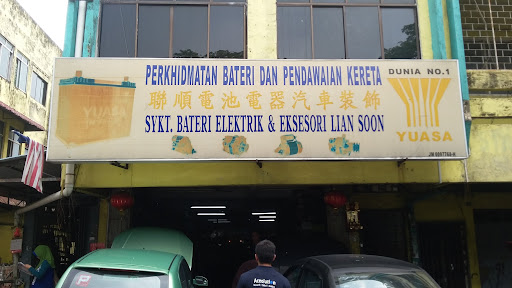 PERKHIDMATAN BATERI DAN PENDAWAIAN KERETA
聯順電池電器汽車裝飾
SYKT. BATERI ELEKTRIK & EKSESORI LIAN SOON
DUNIA NO.1
YUASA
YUASA